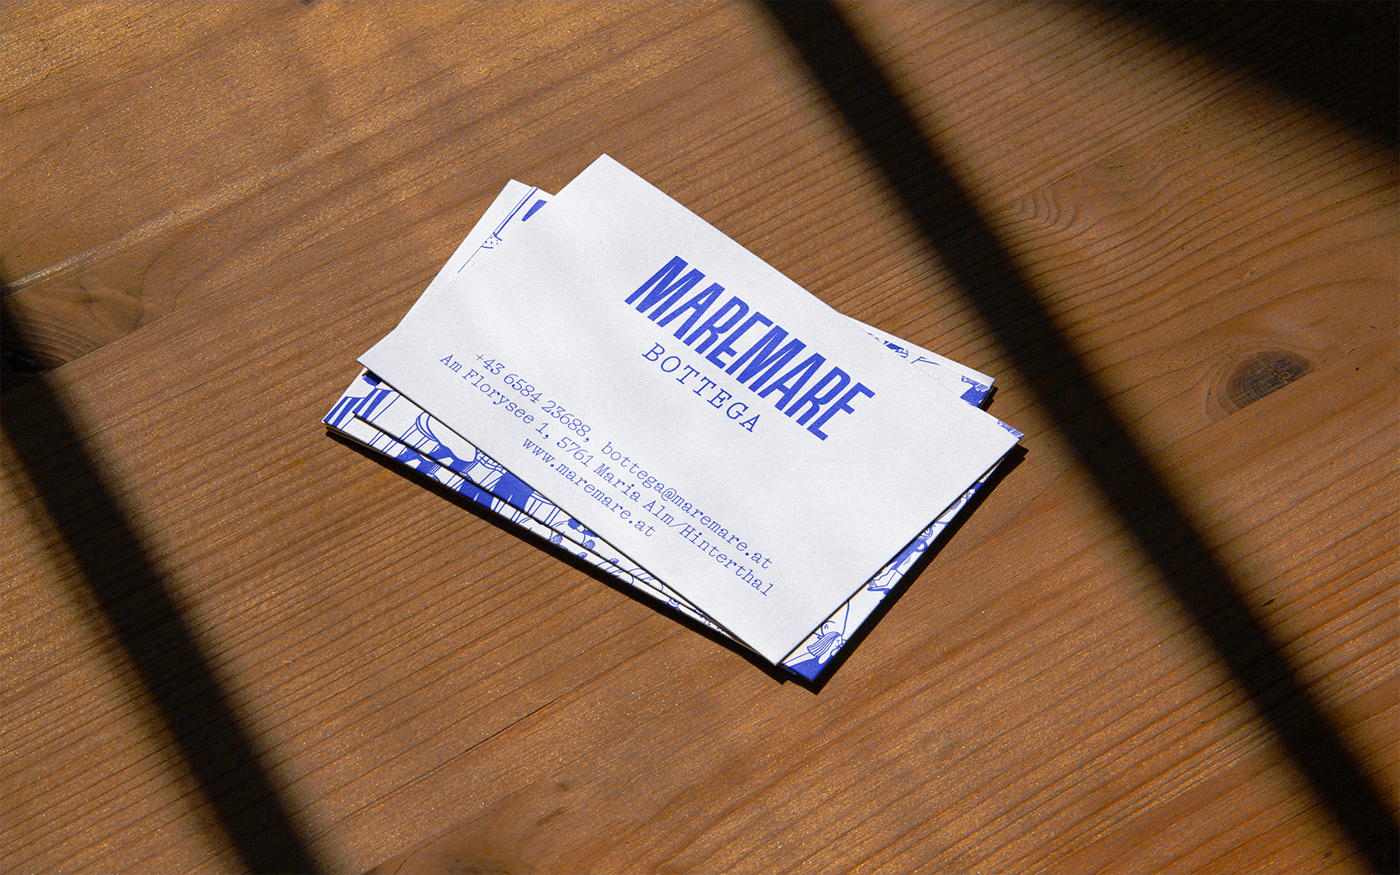 MAREMARE
BOTTEGA
+43 6584 23688, bottega@maremare.at
Am Florysee 1, 5761 Maria Alm/Hinterthal
www.maremare.at